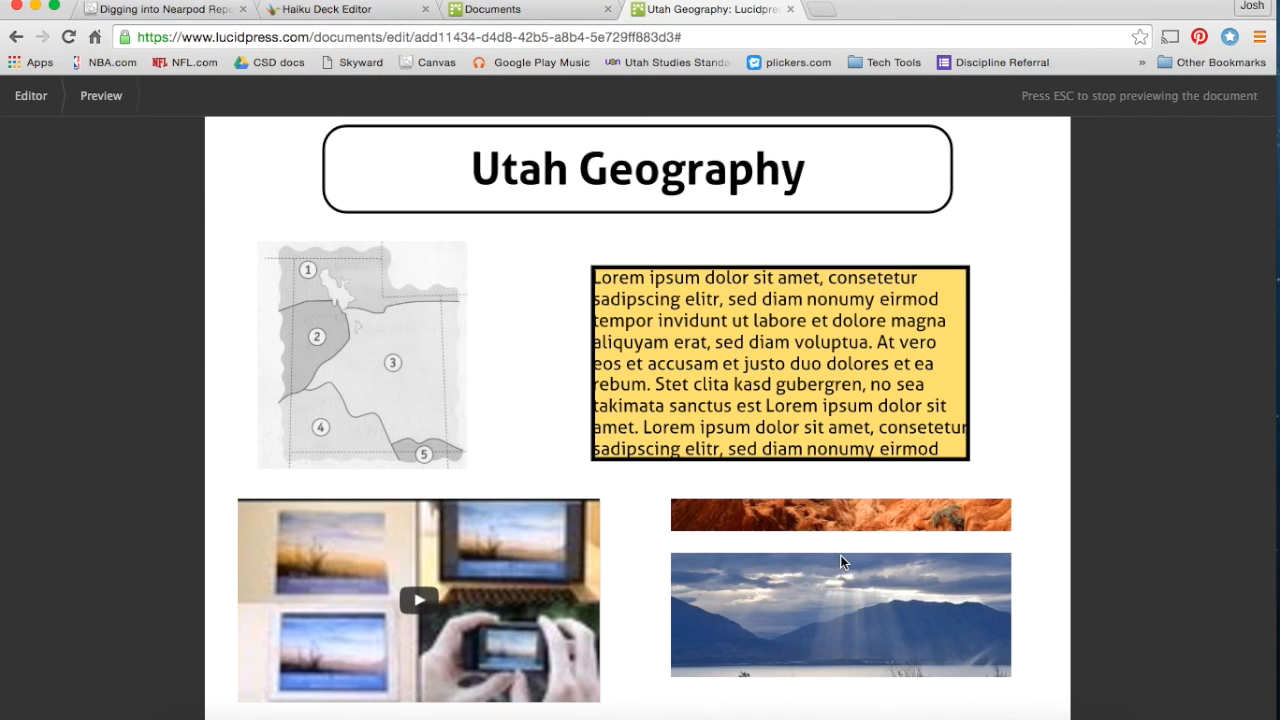 Digging into Nearpod Repo
Haiku Deck Editor
Documents
Utah Geography: Lucidpres
Josh
https://www.lucidpress.com/documents/edit/add11434-d4d8-42b5-a8b4-5e729ff883d3#
Apps
NBA.com
NFL NFL.com
CSD docs
Skyward
Canvas
Google Play Music
uen Utah Studies Standa
plickers.com
Tech Tools
Discipline Referral
»
Other Bookmarks
Editor
Preview
Press ESC to stop previewing the document
Utah Geography
1
2
3
4
5
Lorem ipsum dolor sit amet, consetetur
sadipscing elitr, sed diam nonumy eirmod
tempor invidunt ut labore et dolore magna
aliquyam erat, sed diam voluptua. At vero
eos et accusam et justo duo dolores et ea
rebum. Stet clita kasd gubergren, no sea
takimata sanctus est Lorem ipsum dolor sit
amet. Lorem ipsum dolor sit amet, consetetur
sadipscing elitr, sed diam nonumy eirmod